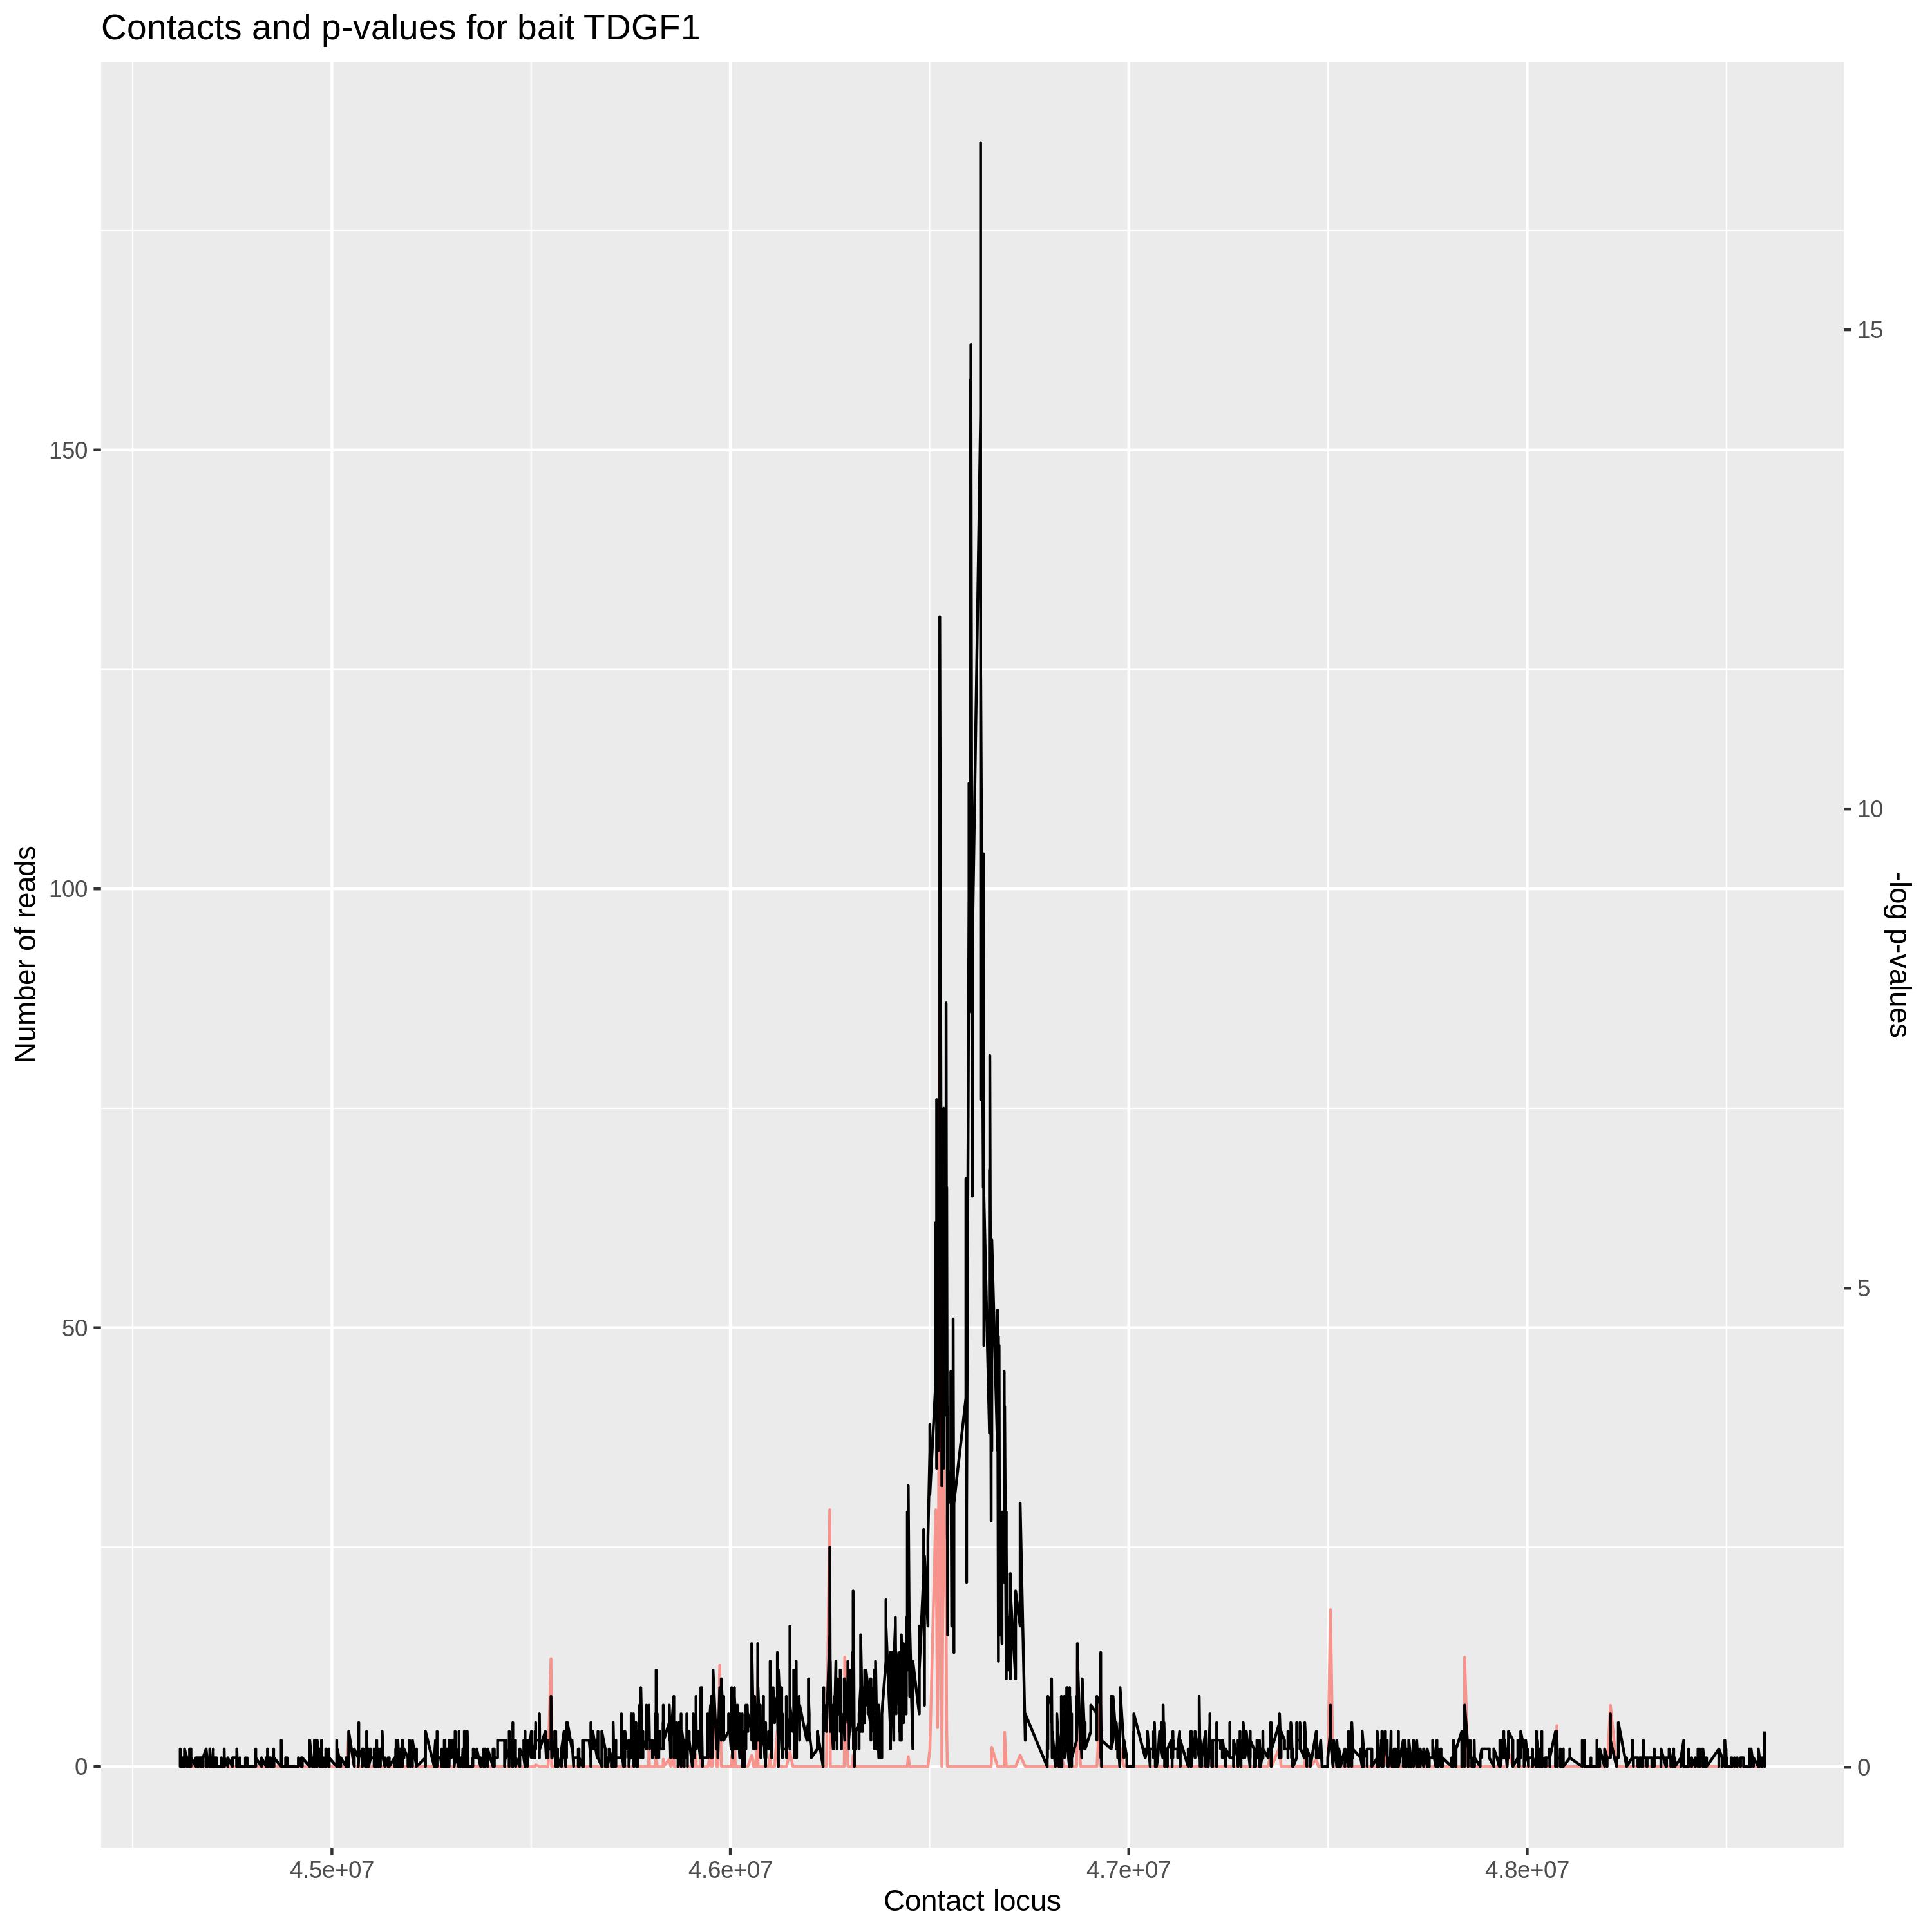 Contacts and p-values for bait TDGF1
Number of reads
150
100
50
0
15
10
5
0
-log p-values
4.5e+07 4.6e+07 4.7e+07 4.8e+07
Contact locus